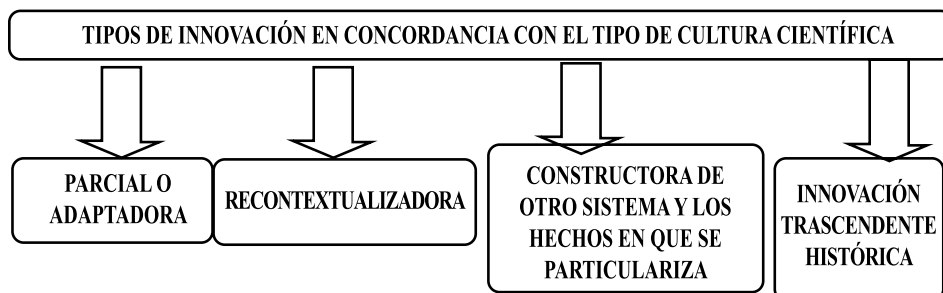 TIPOS DE INNOVACIÓN EN CONCORDANCIA CON EL TIPO DE CULTURA CIENTÍFICA
PARCIAL O
ADAPTADORA
RECONTEXTUALIZADORA
CONSTRUCTORA DE
OTRO SISTEMA Y LOS
HECHOS EN QUE SE
PARTICULARIZA
INNOVACIÓN
TRASCENDENTE
HISTÓRICA